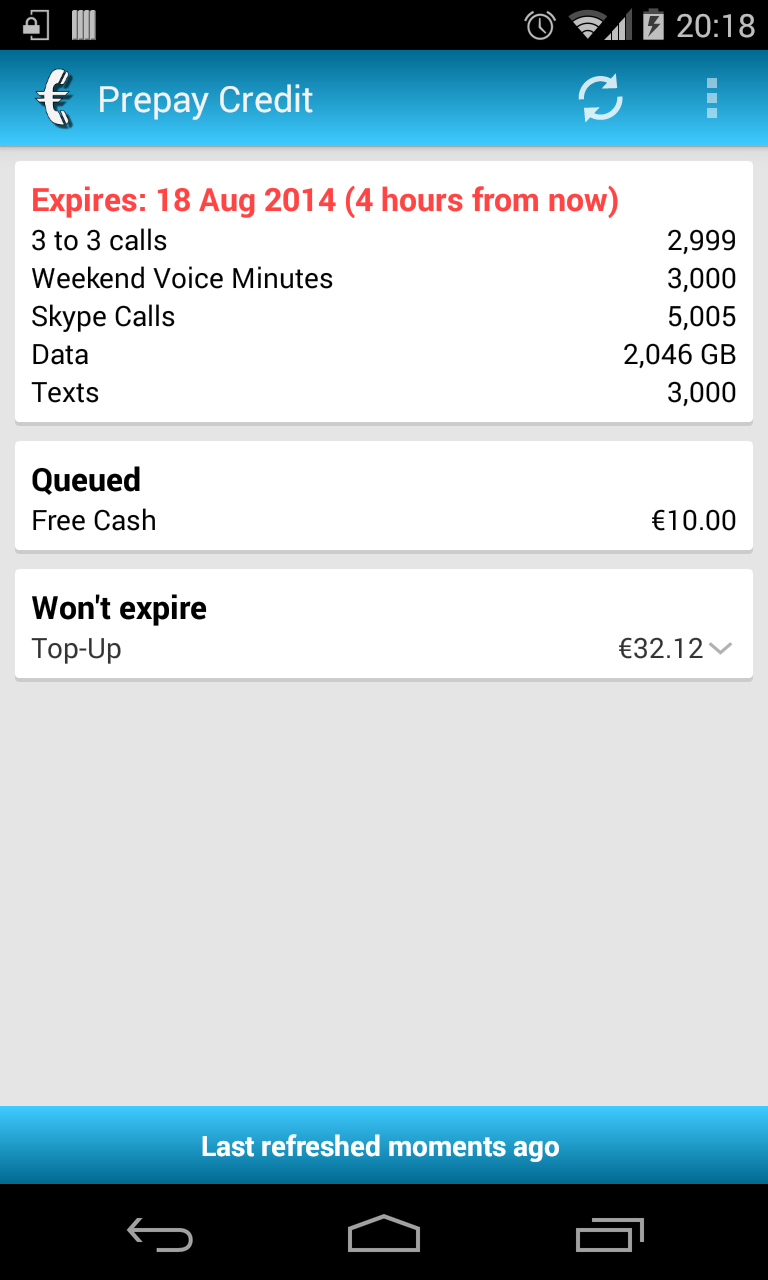 20:18
Prepay Credit
Expires: 18 Aug 2014 (4 hours from now)
3 to 3 calls 2,999
Weekend Voice Minutes 3,000
Skype Calls 5,005
Data 2,046 GB
Texts 3,000
Queued
Free Cash €10.00
Won't expire
Top-Up €32.12
Last refreshed moments ago